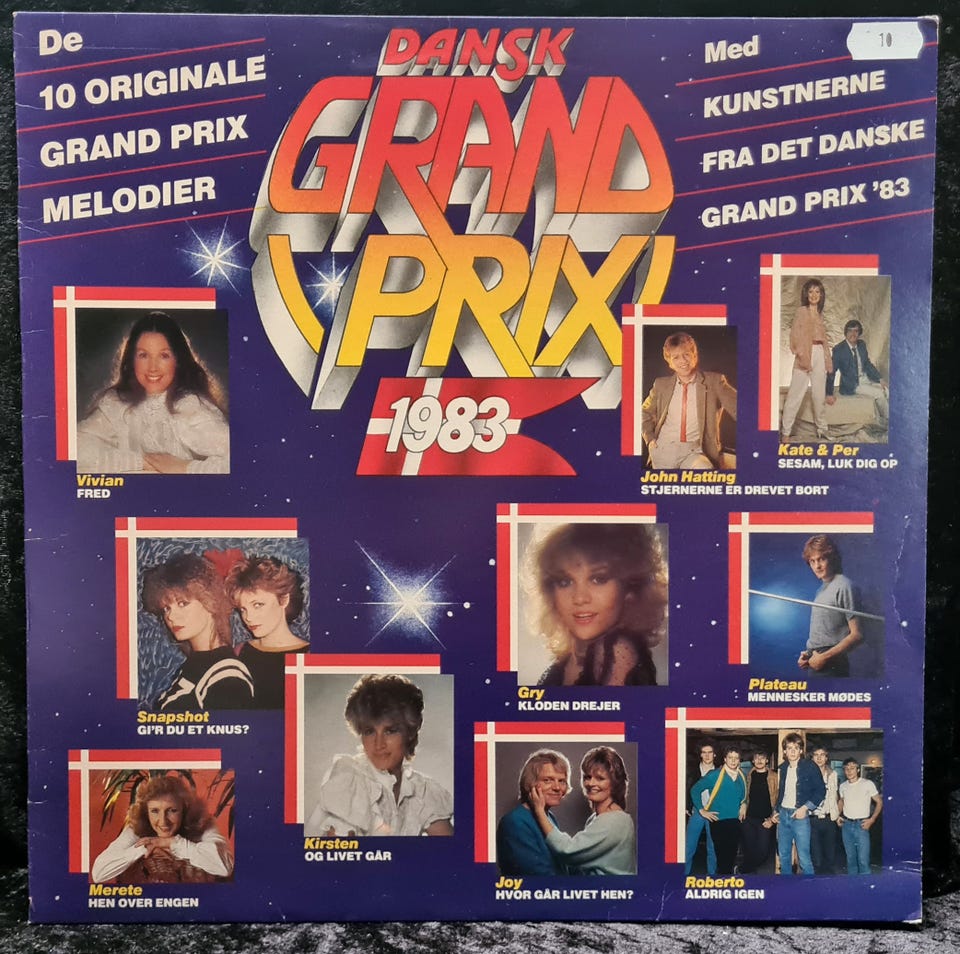 De
10 ORIGINALE
GRAND PRIX
MELODIER
DANSK
GRAND
PRIX
1983
Med
KUNSTNERNE
FRA DET DANSKE
GRAND PRIX '83
10
Vivian
FRED
John Hatting
STJERNERNE ER DREVET BORT
Kate & Per
SESAM, LUK DIG OP
Snapshot
GI'R DU ET KNUS?
Gry
KLODEN DREJER
Plateau
MENNESKER MØDES
Merete
HEN OVER ENGEN
Kirsten
OG LIVET GÅR
Joy
HVOR GÅR LIVET HEN?
Roberto
ALDRIG IGEN